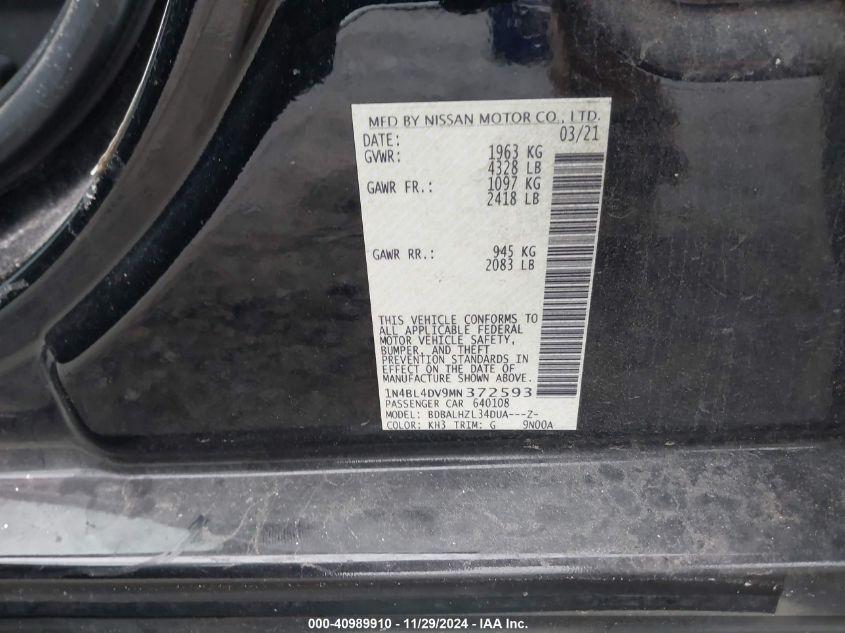 MFD BY NISSAN MOTOR CO., LTD.
DATE: 03/21
GVWR: 1963 KG
4328 LB
GAWR FR.: 1097 KG
2418 LB
GAWR RR.: 945 KG
2083 LB
THIS VEHICLE CONFORMS TO
ALL APPLICABLE FEDERAL
MOTOR VEHICLE SAFETY,
BUMPER, AND THEFT
PREVENTION STANDARDS IN
EFFECT ON THE DATE OF
MANUFACTURE SHOWN ABOVE.
1N4BL4DV9MN372593
PASSENGER CAR 640108
MODEL: BDBALHZL34DUA---Z-
COLOR: KH3 TRIM: G 9N00A
000-40989910 - 11/29/2024 - IAAI.com